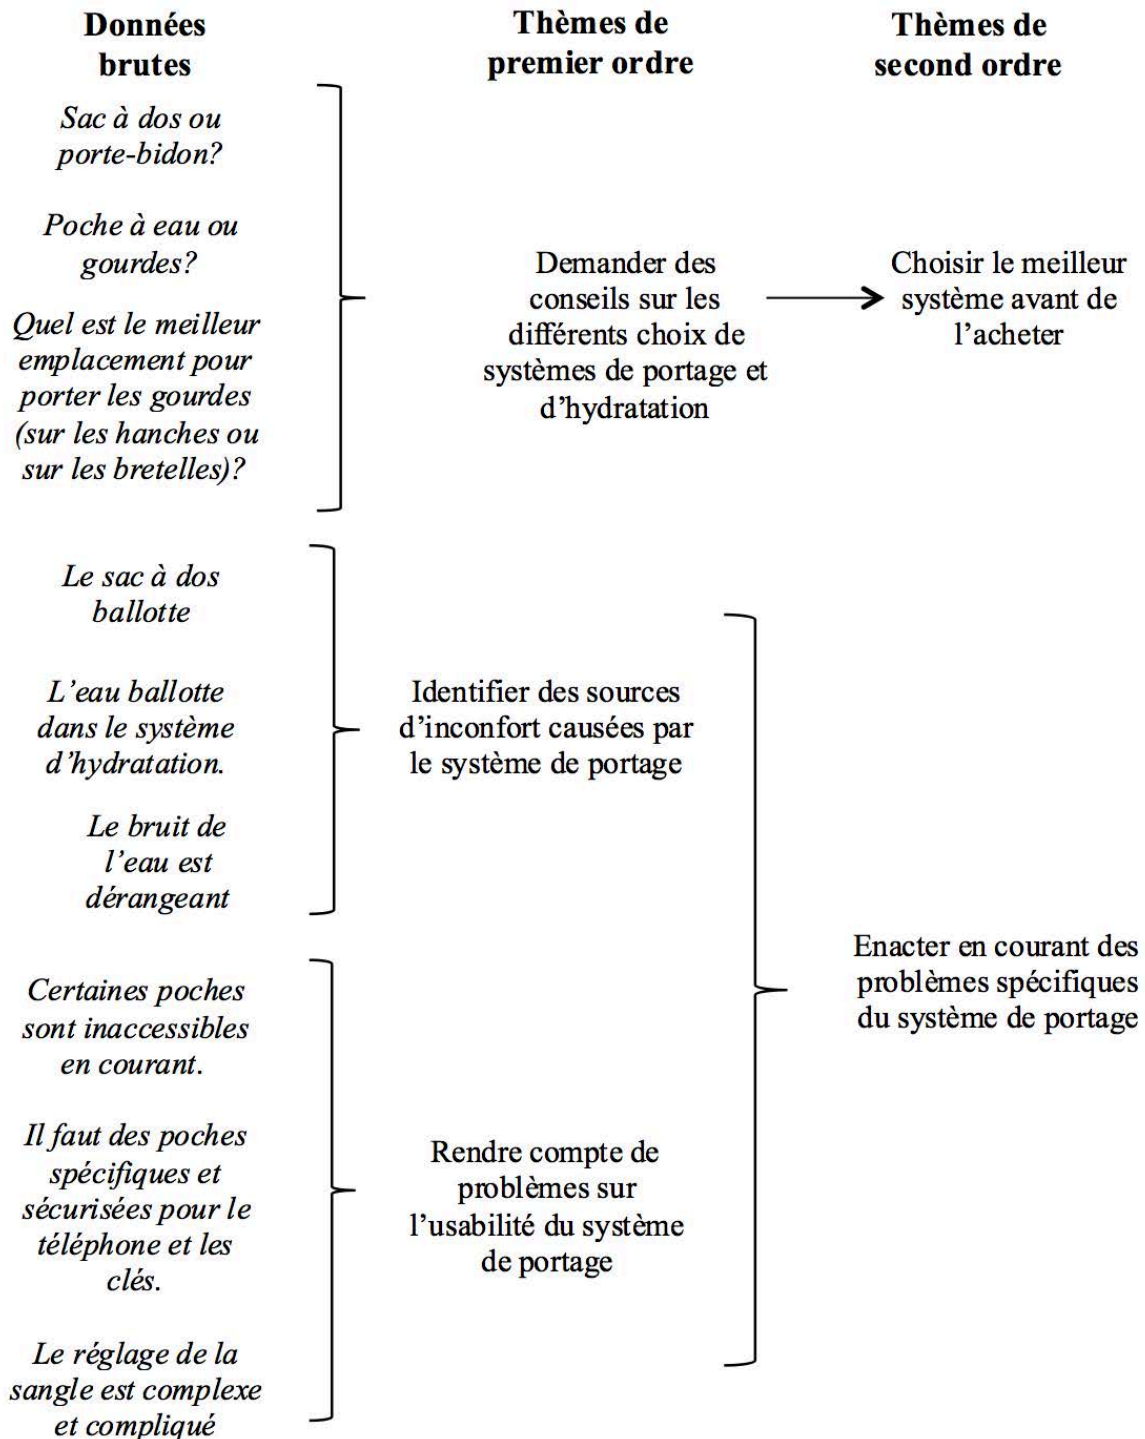 Données
brutes
Thèmes de
premier ordre
Thèmes de
second ordre
Sac à dos ou
porte-bidon?
Poche à eau ou
gourdes?
Quel est le meilleur
emplacement pour
porter les gourdes
(sur les hanches ou
sur les bretelles)?
Demander des
conseils sur les
différents choix de
systèmes de portage et
d’hydratation
Choisir le meilleur
système avant de
l’acheter
Le sac à dos
ballotte
L’eau ballotte
dans le système
d’hydratation.
Le bruit de
l’eau est
dérangeant
Identifier des sources
d’inconfort causées par
le système de portage
Certaines poches
sont inaccessibles
en courant.
Il faut des poches
spécifiques et
sécurisées pour le
téléphone et les
clés.
Le réglage de la
sangle est complexe
et compliqué
Rendre compte de
problèmes sur
l’usabilité du système
de portage
Enacter en courant des
problèmes spécifiques
du système de portage